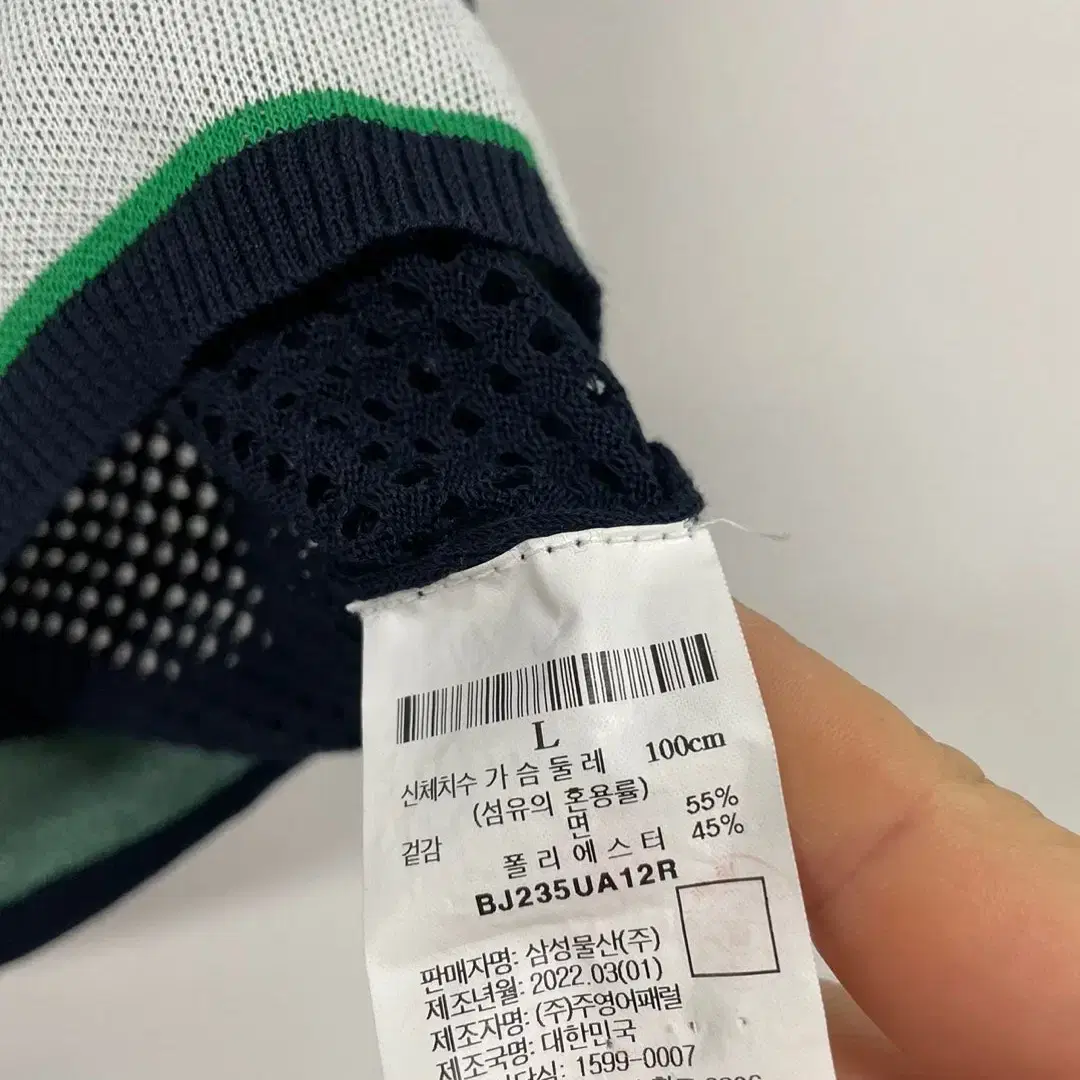 L
신체치수 가슴둘레 100cm
(섬유의 혼용률)
겉감 면 55%
폴리에스터 45%
BJ235UA12R
판매자명: 삼성물산(주)
제조년월: 2022.03(01)
제조자명: (주)주영어패럴
제조국명: 대한민국
1599-0007